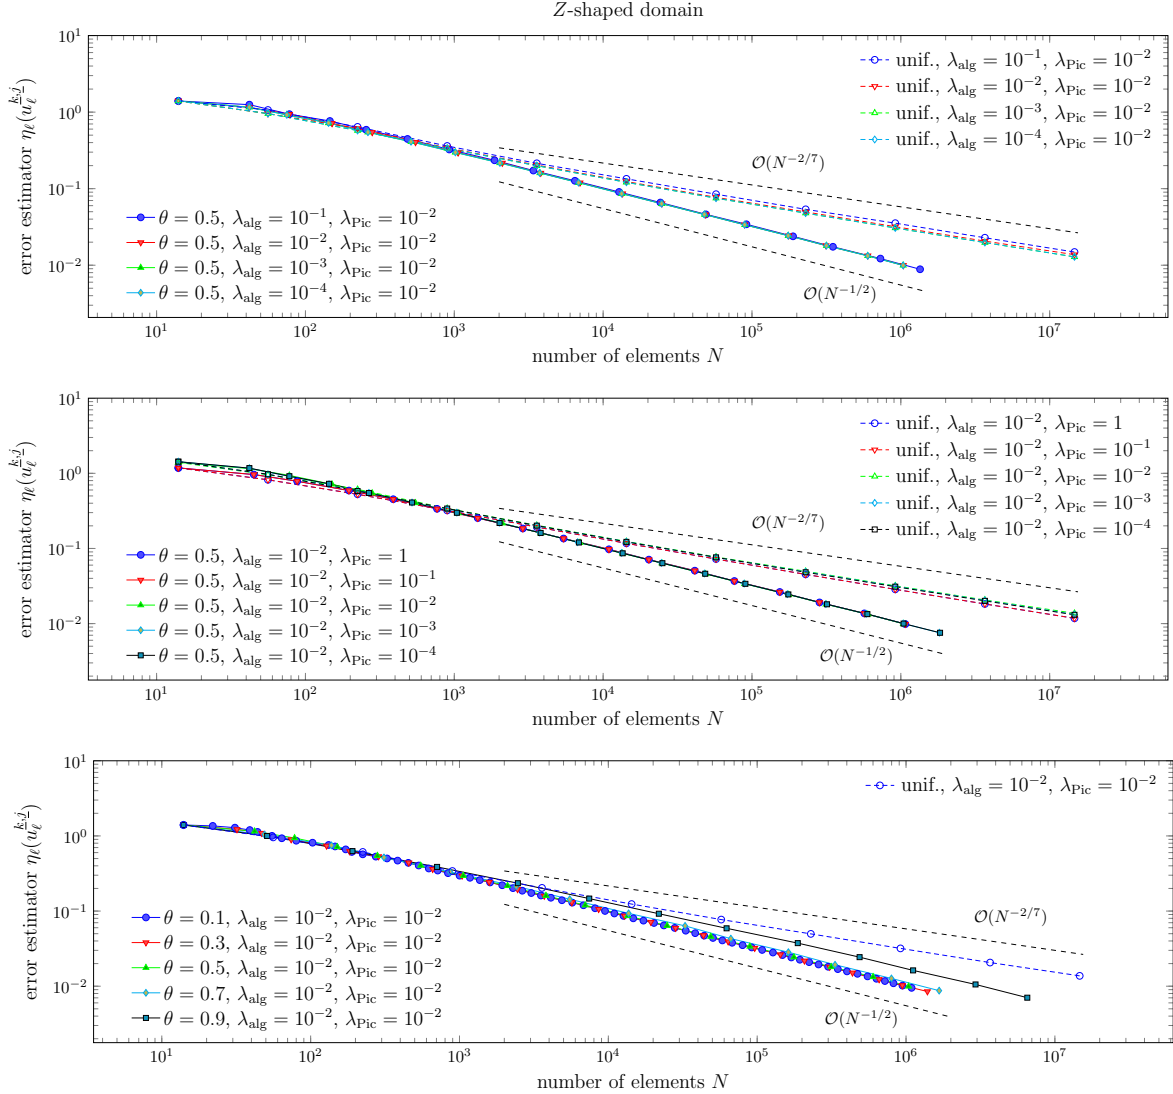 Z-shaped domain
10^1
10^0
10^{-1}
10^{-2}
error estimator η_ℓ(u_ℓ^{k,j})
unif., λ_alg = 10^{-1}, λ_Pic = 10^{-2}
unif., λ_alg = 10^{-2}, λ_Pic = 10^{-2}
unif., λ_alg = 10^{-3}, λ_Pic = 10^{-2}
unif., λ_alg = 10^{-4}, λ_Pic = 10^{-2}
O(N^{-2/7})
θ = 0.5, λ_alg = 10^{-1}, λ_Pic = 10^{-2}
θ = 0.5, λ_alg = 10^{-2}, λ_Pic = 10^{-2}
θ = 0.5, λ_alg = 10^{-3}, λ_Pic = 10^{-2}
θ = 0.5, λ_alg = 10^{-4}, λ_Pic = 10^{-2}
O(N^{-1/2})
10^1 10^2 10^3 10^4 10^5 10^6 10^7
number of elements N
10^1
10^0
10^{-1}
10^{-2}
error estimator η_ℓ(u_ℓ^{k,j})
unif., λ_alg = 10^{-2}, λ_Pic = 1
unif., λ_alg = 10^{-2}, λ_Pic = 10^{-1}
unif., λ_alg = 10^{-2}, λ_Pic = 10^{-2}
unif., λ_alg = 10^{-2}, λ_Pic = 10^{-3}
unif., λ_alg = 10^{-2}, λ_Pic = 10^{-4}
O(N^{-2/7})
θ = 0.5, λ_alg = 10^{-2}, λ_Pic = 1
θ = 0.5, λ_alg = 10^{-2}, λ_Pic = 10^{-1}
θ = 0.5, λ_alg = 10^{-2}, λ_Pic = 10^{-2}
θ = 0.5, λ_alg = 10^{-2}, λ_Pic = 10^{-3}
θ = 0.5, λ_alg = 10^{-2}, λ_Pic = 10^{-4}
O(N^{-1/2})
10^1 10^2 10^3 10^4 10^5 10^6 10^7
number of elements N
10^1
10^0
10^{-1}
10^{-2}
error estimator η_ℓ(u_ℓ^{k,j})
unif., λ_alg = 10^{-2}, λ_Pic = 10^{-2}
O(N^{-2/7})
θ = 0.1, λ_alg = 10^{-2}, λ_Pic = 10^{-2}
θ = 0.3, λ_alg = 10^{-2}, λ_Pic = 10^{-2}
θ = 0.5, λ_alg = 10^{-2}, λ_Pic = 10^{-2}
θ = 0.7, λ_alg = 10^{-2}, λ_Pic = 10^{-2}
θ = 0.9, λ_alg = 10^{-2}, λ_Pic = 10^{-2}
O(N^{-1/2})
10^1 10^2 10^3 10^4 10^5 10^6 10^7
number of elements N